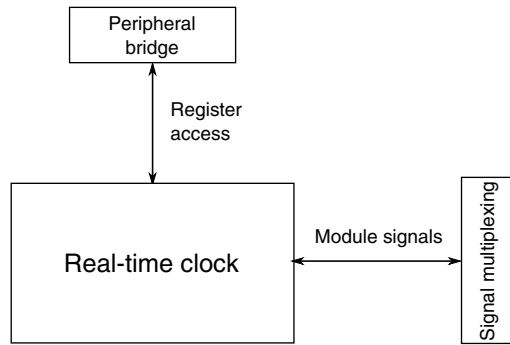 Peripheral
bridge
Register
access
Real-time clock
Module signals
Signal multiplexing